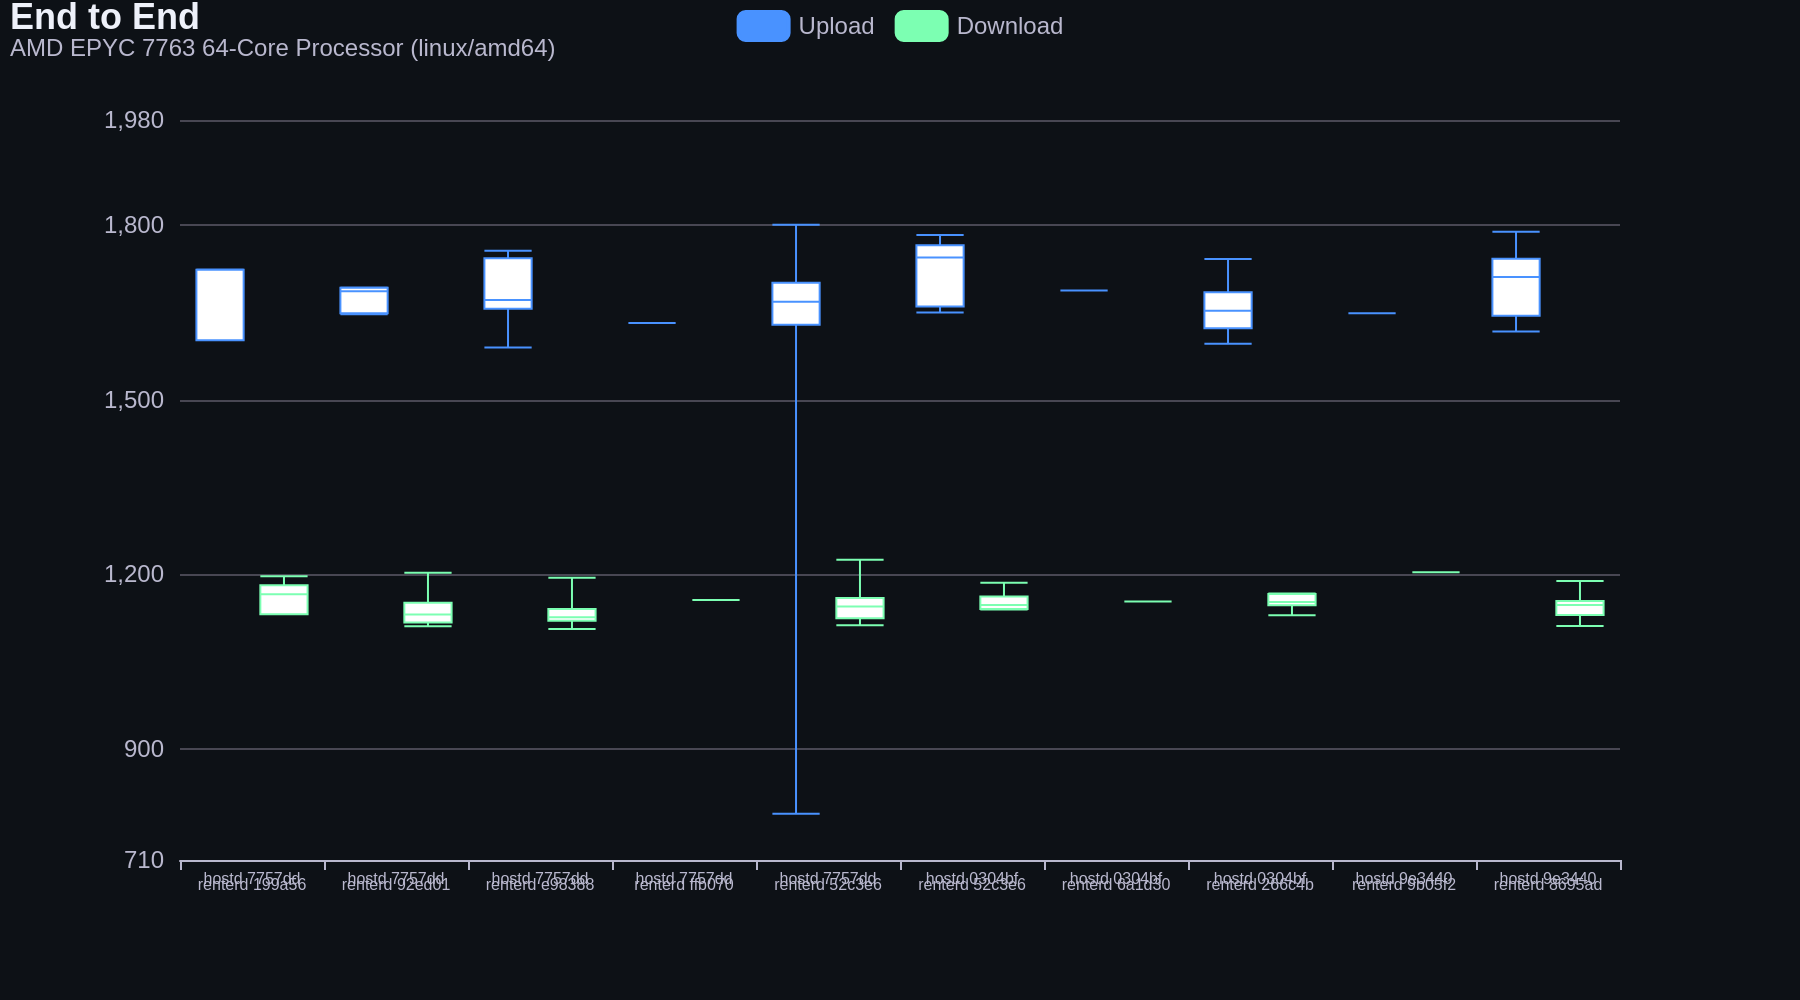 End to End
AMD EPYC 7763 64-Core Processor (linux/amd64)
Upload
Download
1,980
1,800
1,500
1,200
900
710
hostd 7757dd
renterd 199a56
hostd 7757dd
renterd 92ed01
hostd 7757dd
renterd e98388
hostd 7757dd
renterd ffb070
hostd 7757dd
renterd 52c3e6
hostd 0304bf
renterd 52c3e6
hostd 0304bf
renterd 6a1d30
hostd 0304bf
renterd 266c4b
hostd 9e3440
renterd 9b05f2
hostd 9e3440
renterd 8695ad